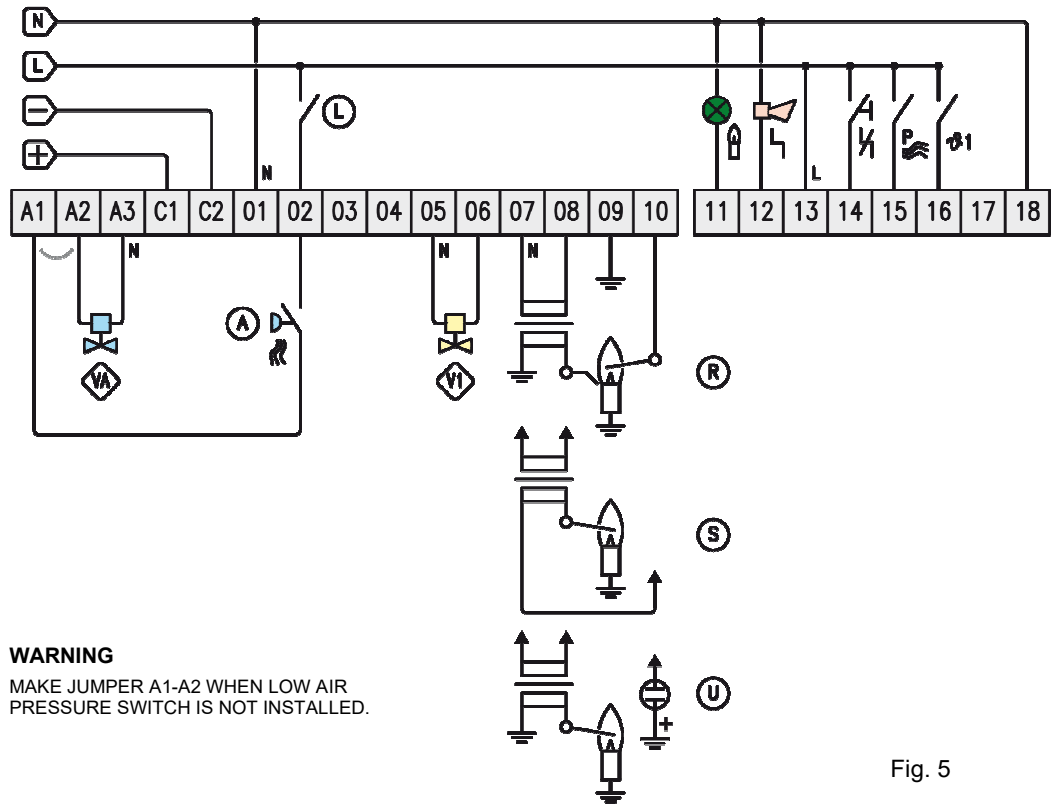 N
L
−
+
L
N
L
P
ϑ1
A1 A2 A3 C1 C2 01 02 03 04 05 06 07 08 09 10 11 12 13 14 15 16 17 18
N
N
N
A
VA
V1
R
S
WARNING
MAKE JUMPER A1-A2 WHEN LOW AIR
PRESSURE SWITCH IS NOT INSTALLED.
U
+
Fig. 5